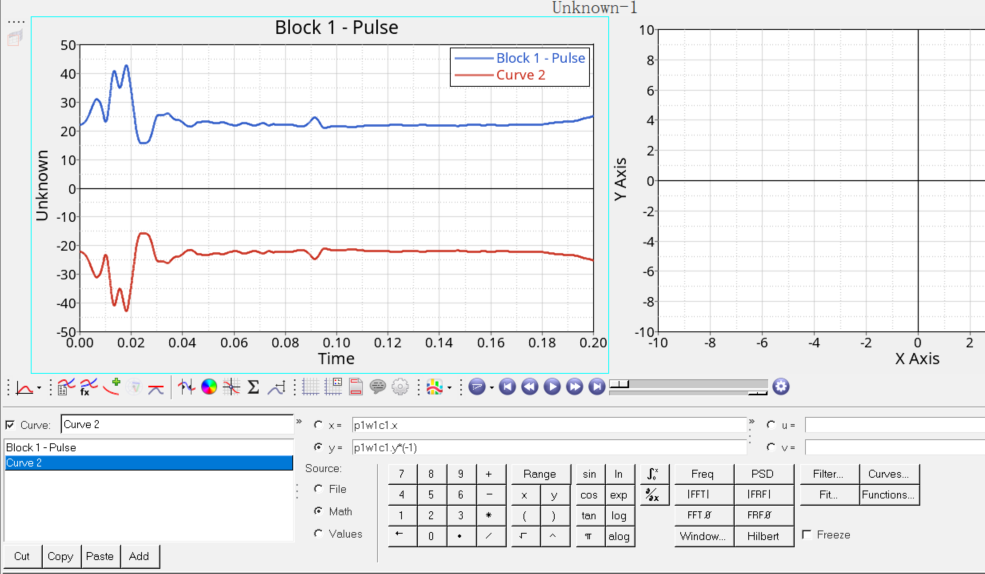 Unknown-1
Block 1 - Pulse
Block 1 - Pulse
Curve 2
Unknown
50
40
30
20
10
0
-10
-20
-30
-40
-50
0.00 0.02 0.04 0.06 0.08 0.10 0.12 0.14 0.16 0.18 0.20
Time
Y Axis
10
8
6
4
2
0
-2
-4
-6
-8
-10
-10 -8 -6 -4 -2 0 2
X Axis
fx
Curve: Curve 2 » x = p1w1c1.x » u =
Block 1 - Pulse y = p1w1c1.y*(-1) v =
Curve 2
Source:
File
Math
Values
7 8 9 + Range sin ln Freq PSD Filter... Curves...
4 5 6 - x y cos exp |FFT| |FRF| Fit... Functions...
1 2 3 * ( ) tan log FFT.Ø FRF.Ø
← 0 • / √ ^ π alog Window... Hilbert Freeze
Cut Copy Paste Add